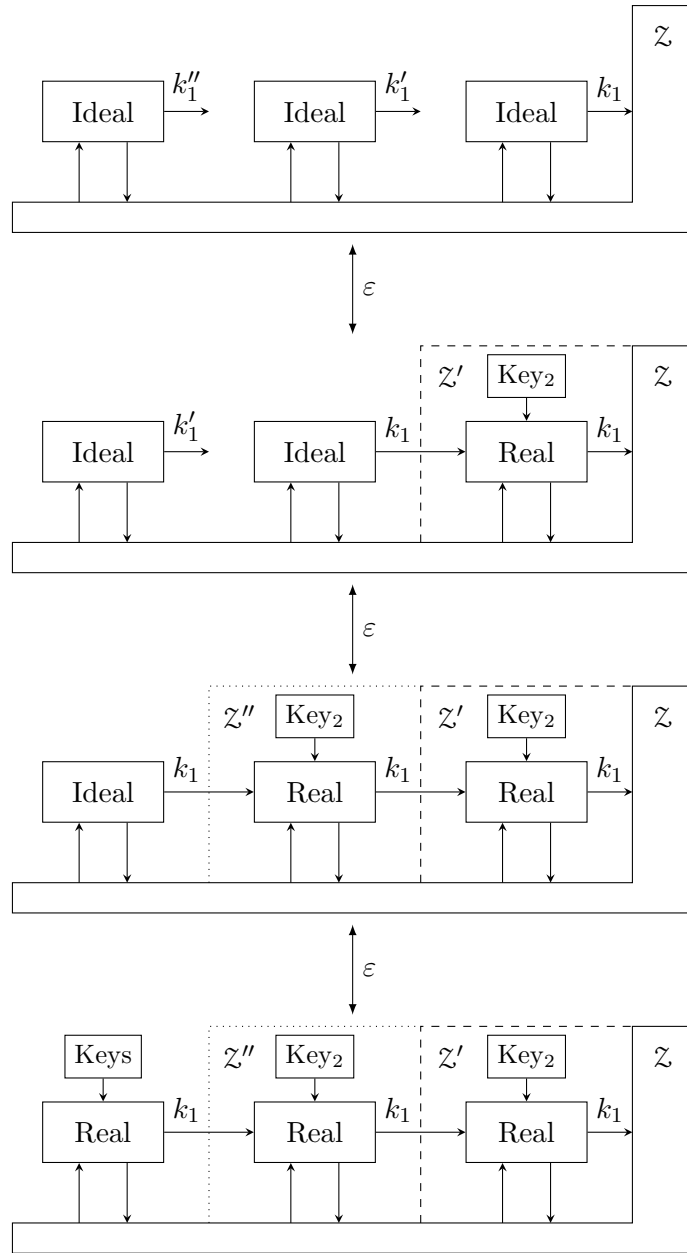 𝒵
k₁″ k₁′ k₁
Ideal Ideal Ideal
ε
𝒵′ Key₂ 𝒵
k₁′ k₁ k₁
Ideal Ideal Real
ε
𝒵″ Key₂ 𝒵′ Key₂ 𝒵
k₁ k₁ k₁
Ideal Real Real
ε
Keys 𝒵″ Key₂ 𝒵′ Key₂ 𝒵
k₁ k₁ k₁
Real Real Real